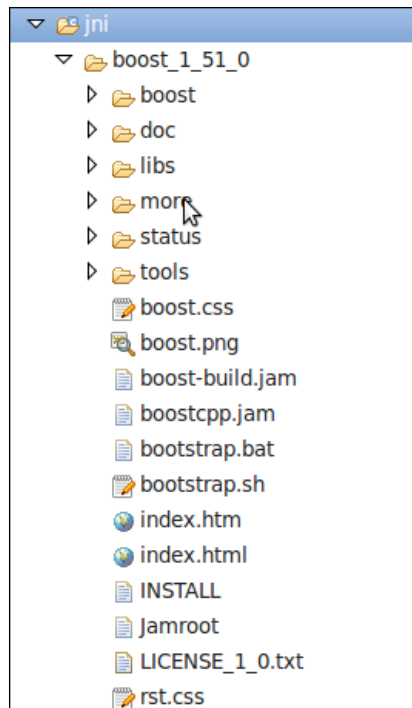 jni
boost_1_51_0
boost
doc
libs
more
status
tools
boost.css
boost.png
boost-build.jam
boostcpp.jam
bootstrap.bat
bootstrap.sh
index.htm
index.html
INSTALL
Jamroot
LICENSE_1_0.txt
rst.css